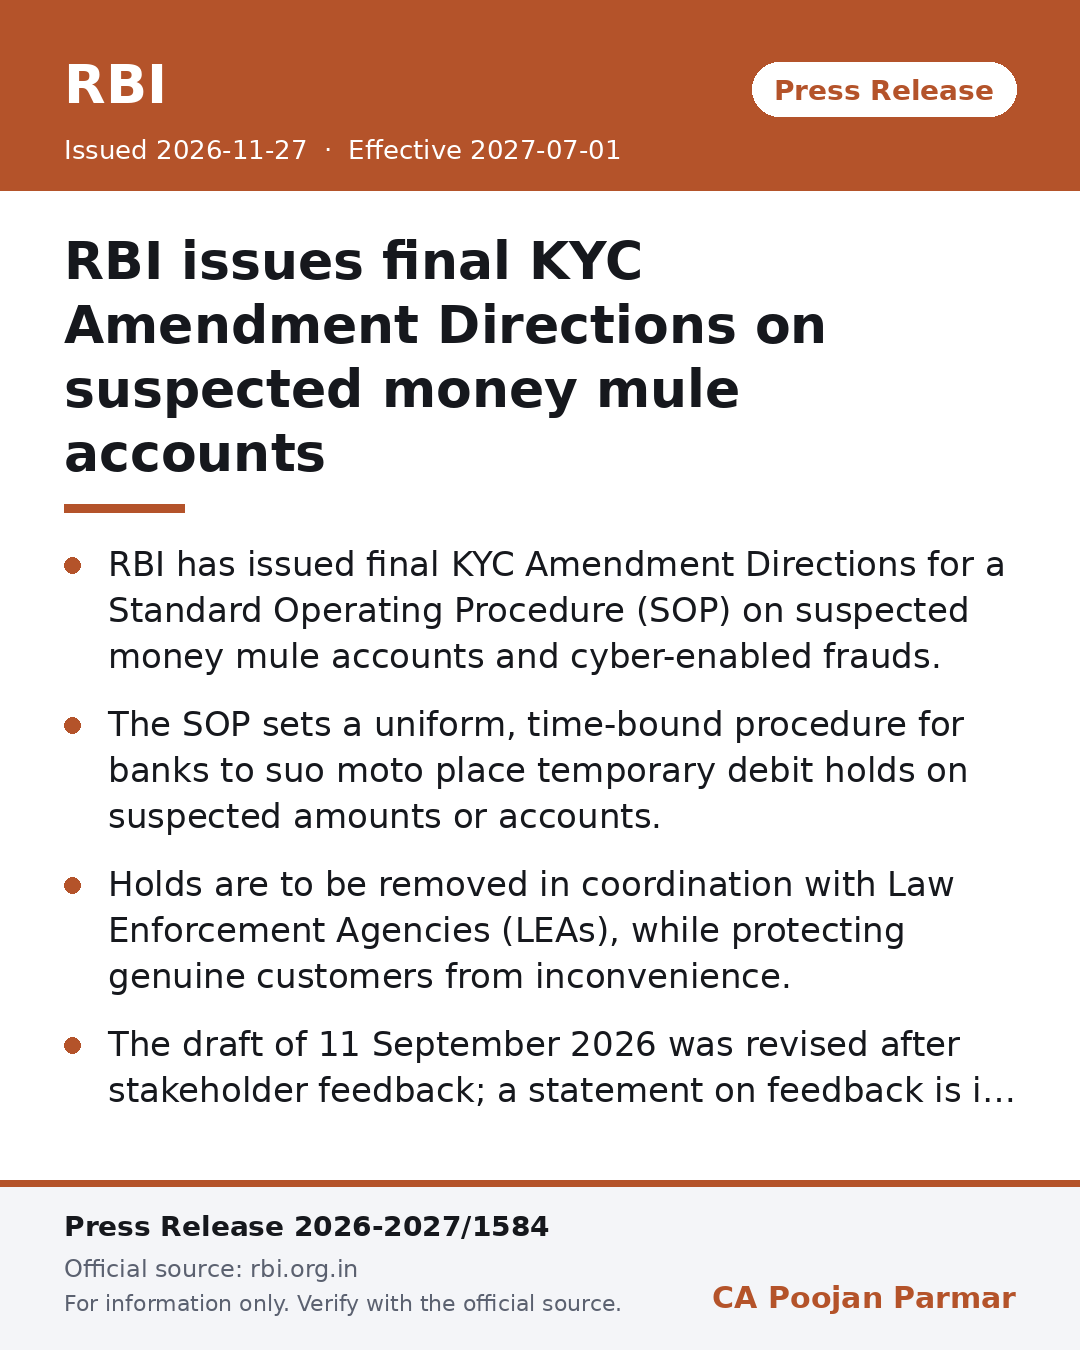 RBI
Press Release
Issued 2026-11-27 · Effective 2027-07-01
RBI issues final KYC
Amendment Directions on
suspected money mule
accounts
• RBI has issued final KYC Amendment Directions for a
Standard Operating Procedure (SOP) on suspected
money mule accounts and cyber-enabled frauds.
• The SOP sets a uniform, time-bound procedure for
banks to suo moto place temporary debit holds on
suspected amounts or accounts.
• Holds are to be removed in coordination with Law
Enforcement Agencies (LEAs), while protecting
genuine customers from inconvenience.
• The draft of 11 September 2026 was revised after
stakeholder feedback; a statement on feedback is i…
Press Release 2026-2027/1584
Official source: rbi.org.in
For information only. Verify with the official source.
CA Poojan Parmar